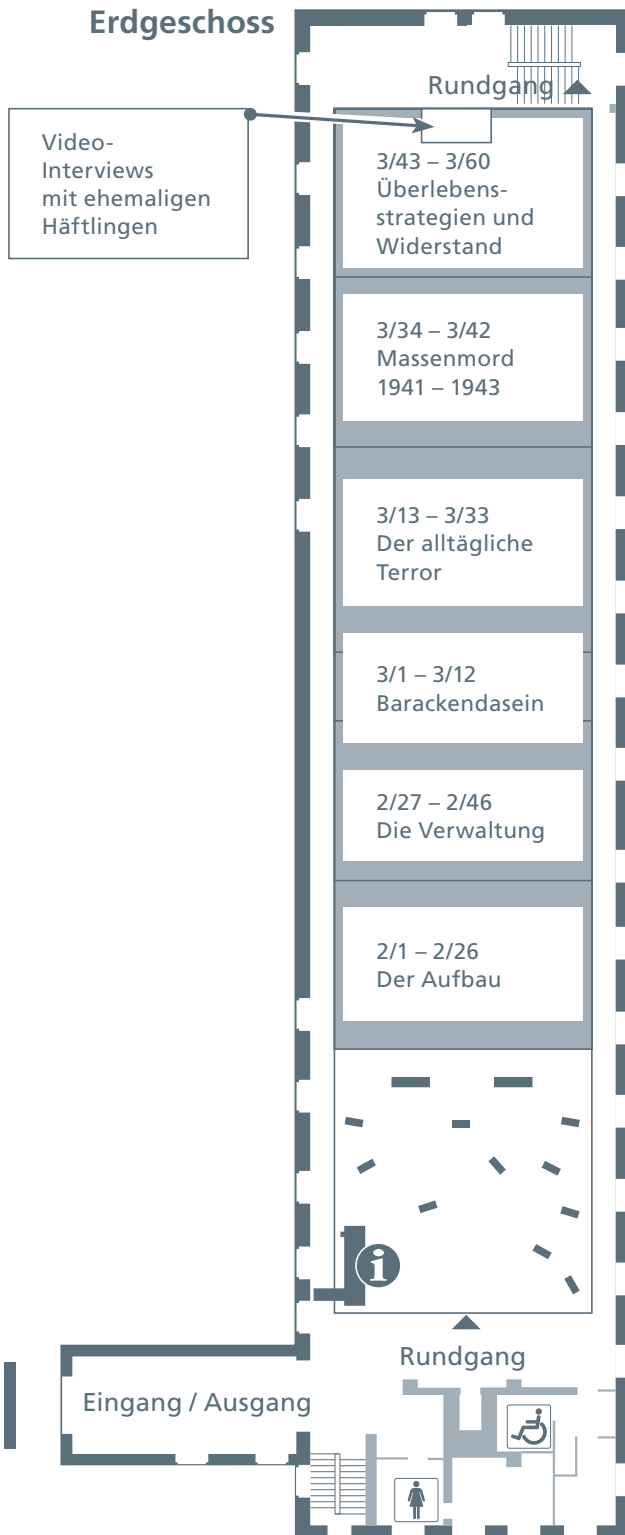 Erdgeschoss
Rundgang
Video-
Interviews
mit ehemaligen
Häftlingen
3/43 – 3/60
Überlebens-
strategien und
Widerstand
3/34 – 3/42
Massenmord
1941 – 1943
3/13 – 3/33
Der alltägliche
Terror
3/1 – 3/12
Barackendasein
2/27 – 2/46
Die Verwaltung
2/1 – 2/26
Der Aufbau
i
Rundgang
Eingang / Ausgang